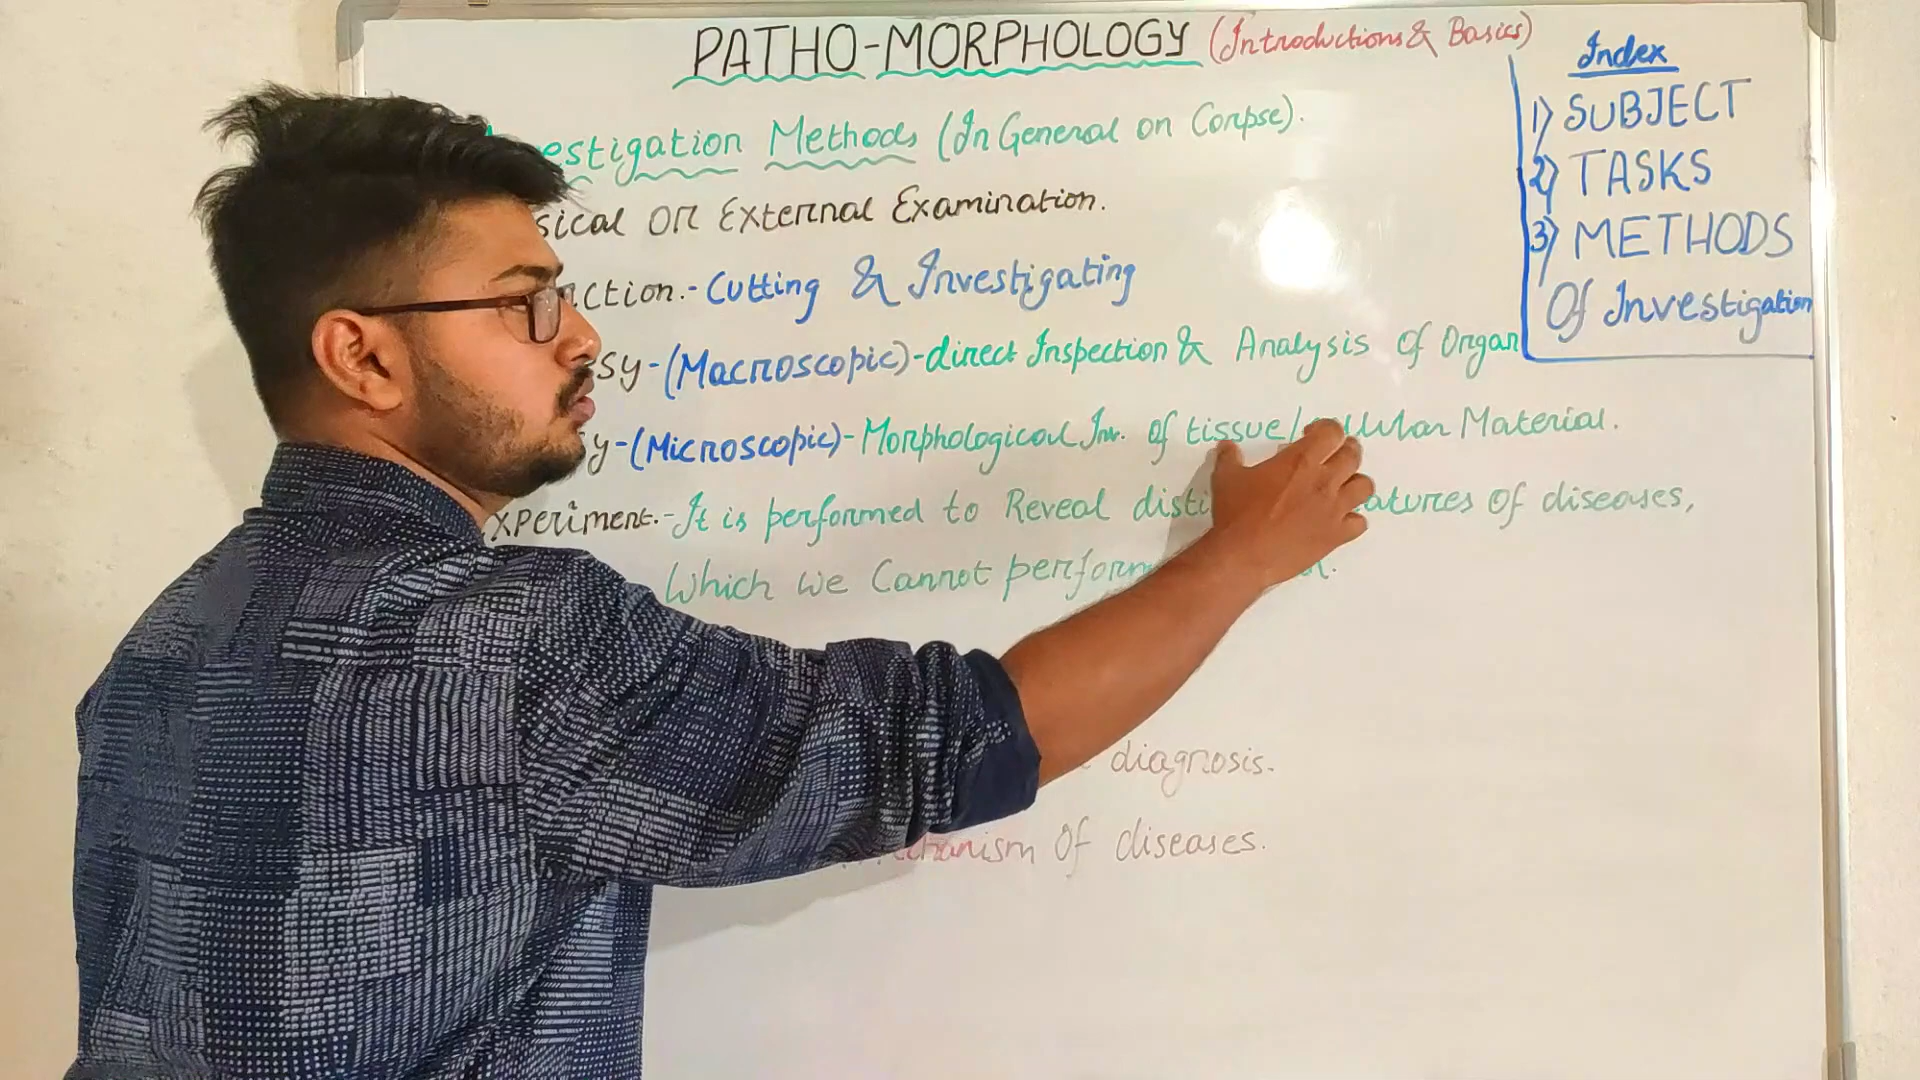 PATHO-MORPHOLOGY (Introductions & Basics)
Index
1) SUBJECT
2) TASKS
3) METHODS
Of Investigation
estigation Methods (In General on Corpse).
sical OR External Examination.
ction.- Cutting & Investigating
sy-(Macroscopic)-direct Inspection & Analysis of Organ
y-(Microscopic)-Morphological Inv. of tissue/ Material.
xperiment.-It is performed to Reveal disti atures of diseases,
Which we Cannot perform
diagnosis.
Of diseases.